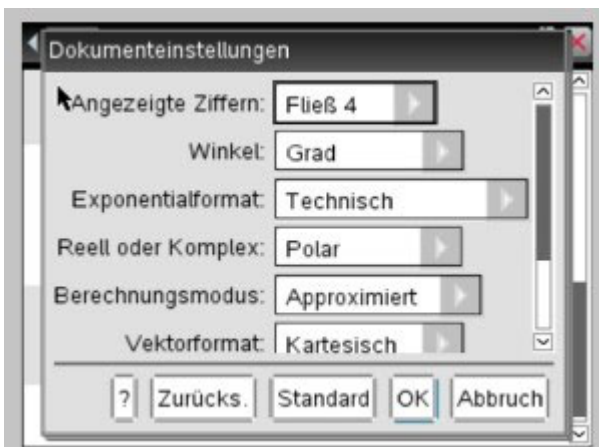 Dokumenteinstellungen
Angezeigte Ziffern: Fließ 4
Winkel: Grad
Exponentialformat: Technisch
Reell oder Komplex: Polar
Berechnungsmodus: Approximiert
Vektorformat: Kartesisch
? Zurücks. Standard OK Abbruch